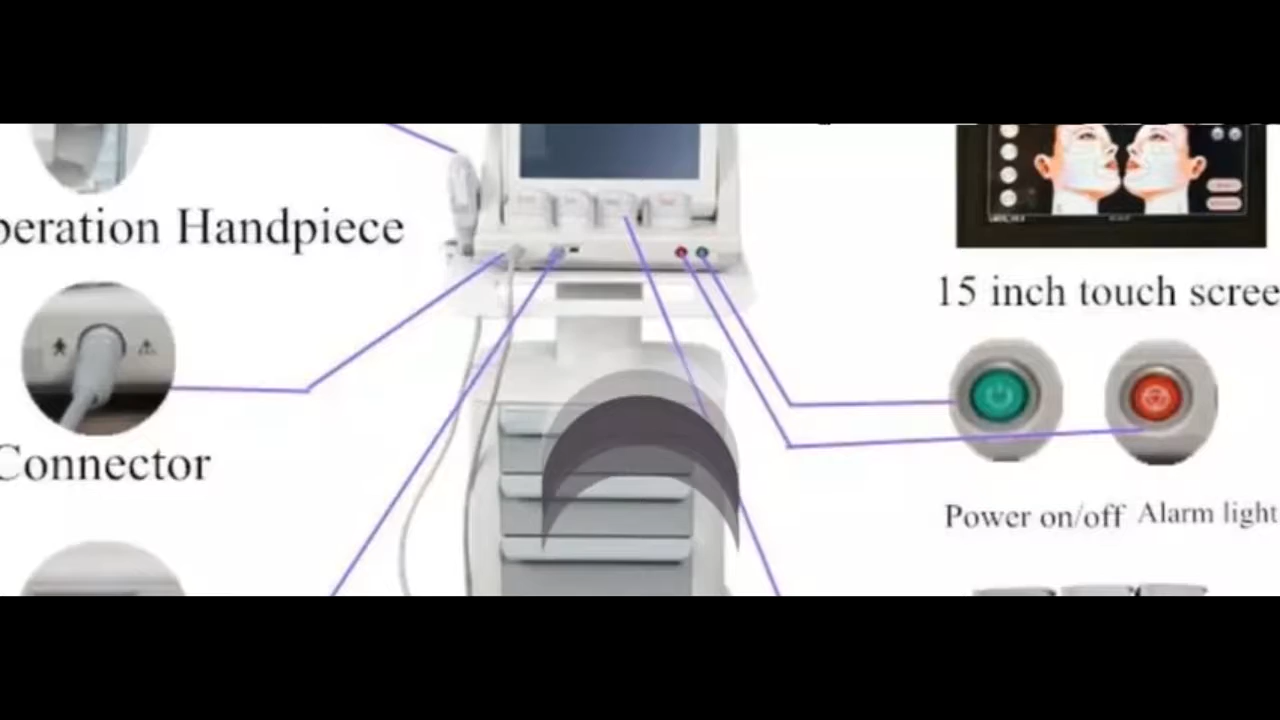 peration Handpiece
15 inch touch scree
Connector
Power on/off
Alarm light